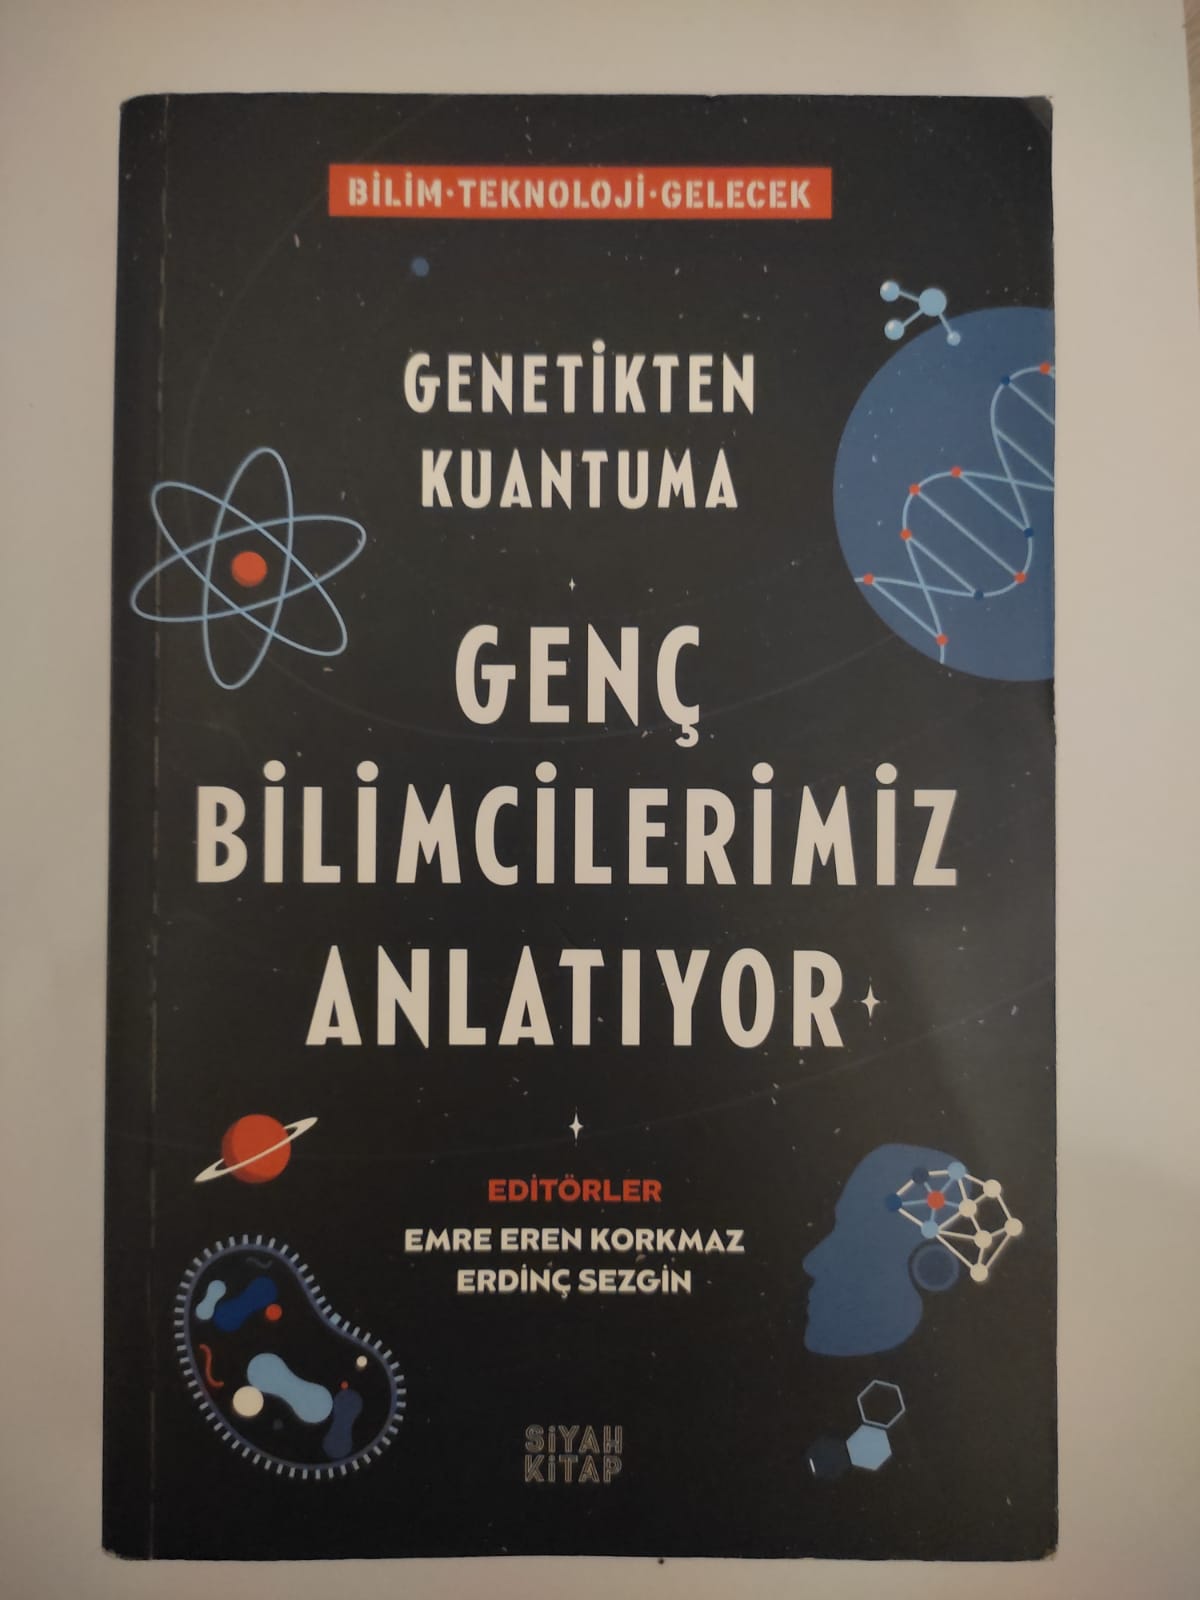 BİLİM·TEKNOLOJİ·GELECEK
GENETİKTEN
KUANTUMA
GENÇ
BİLİMCİLERİMİZ
ANLATIYOR
EDİTÖRLER
EMRE EREN KORKMAZ
ERDİNÇ SEZGİN
SİYAH
KİTAP